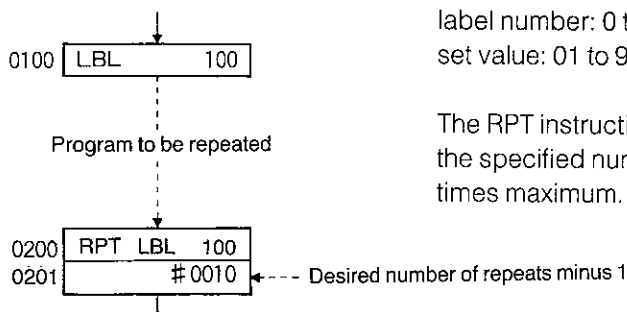 label number: 0 t
set value: 01 to 9
0100 LBL 100
The RPT instructi
the specified nu
times maximum.
Program to be repeated
0200 RPT LBL 100
0201 #0010
Desired number of repeats minus 1